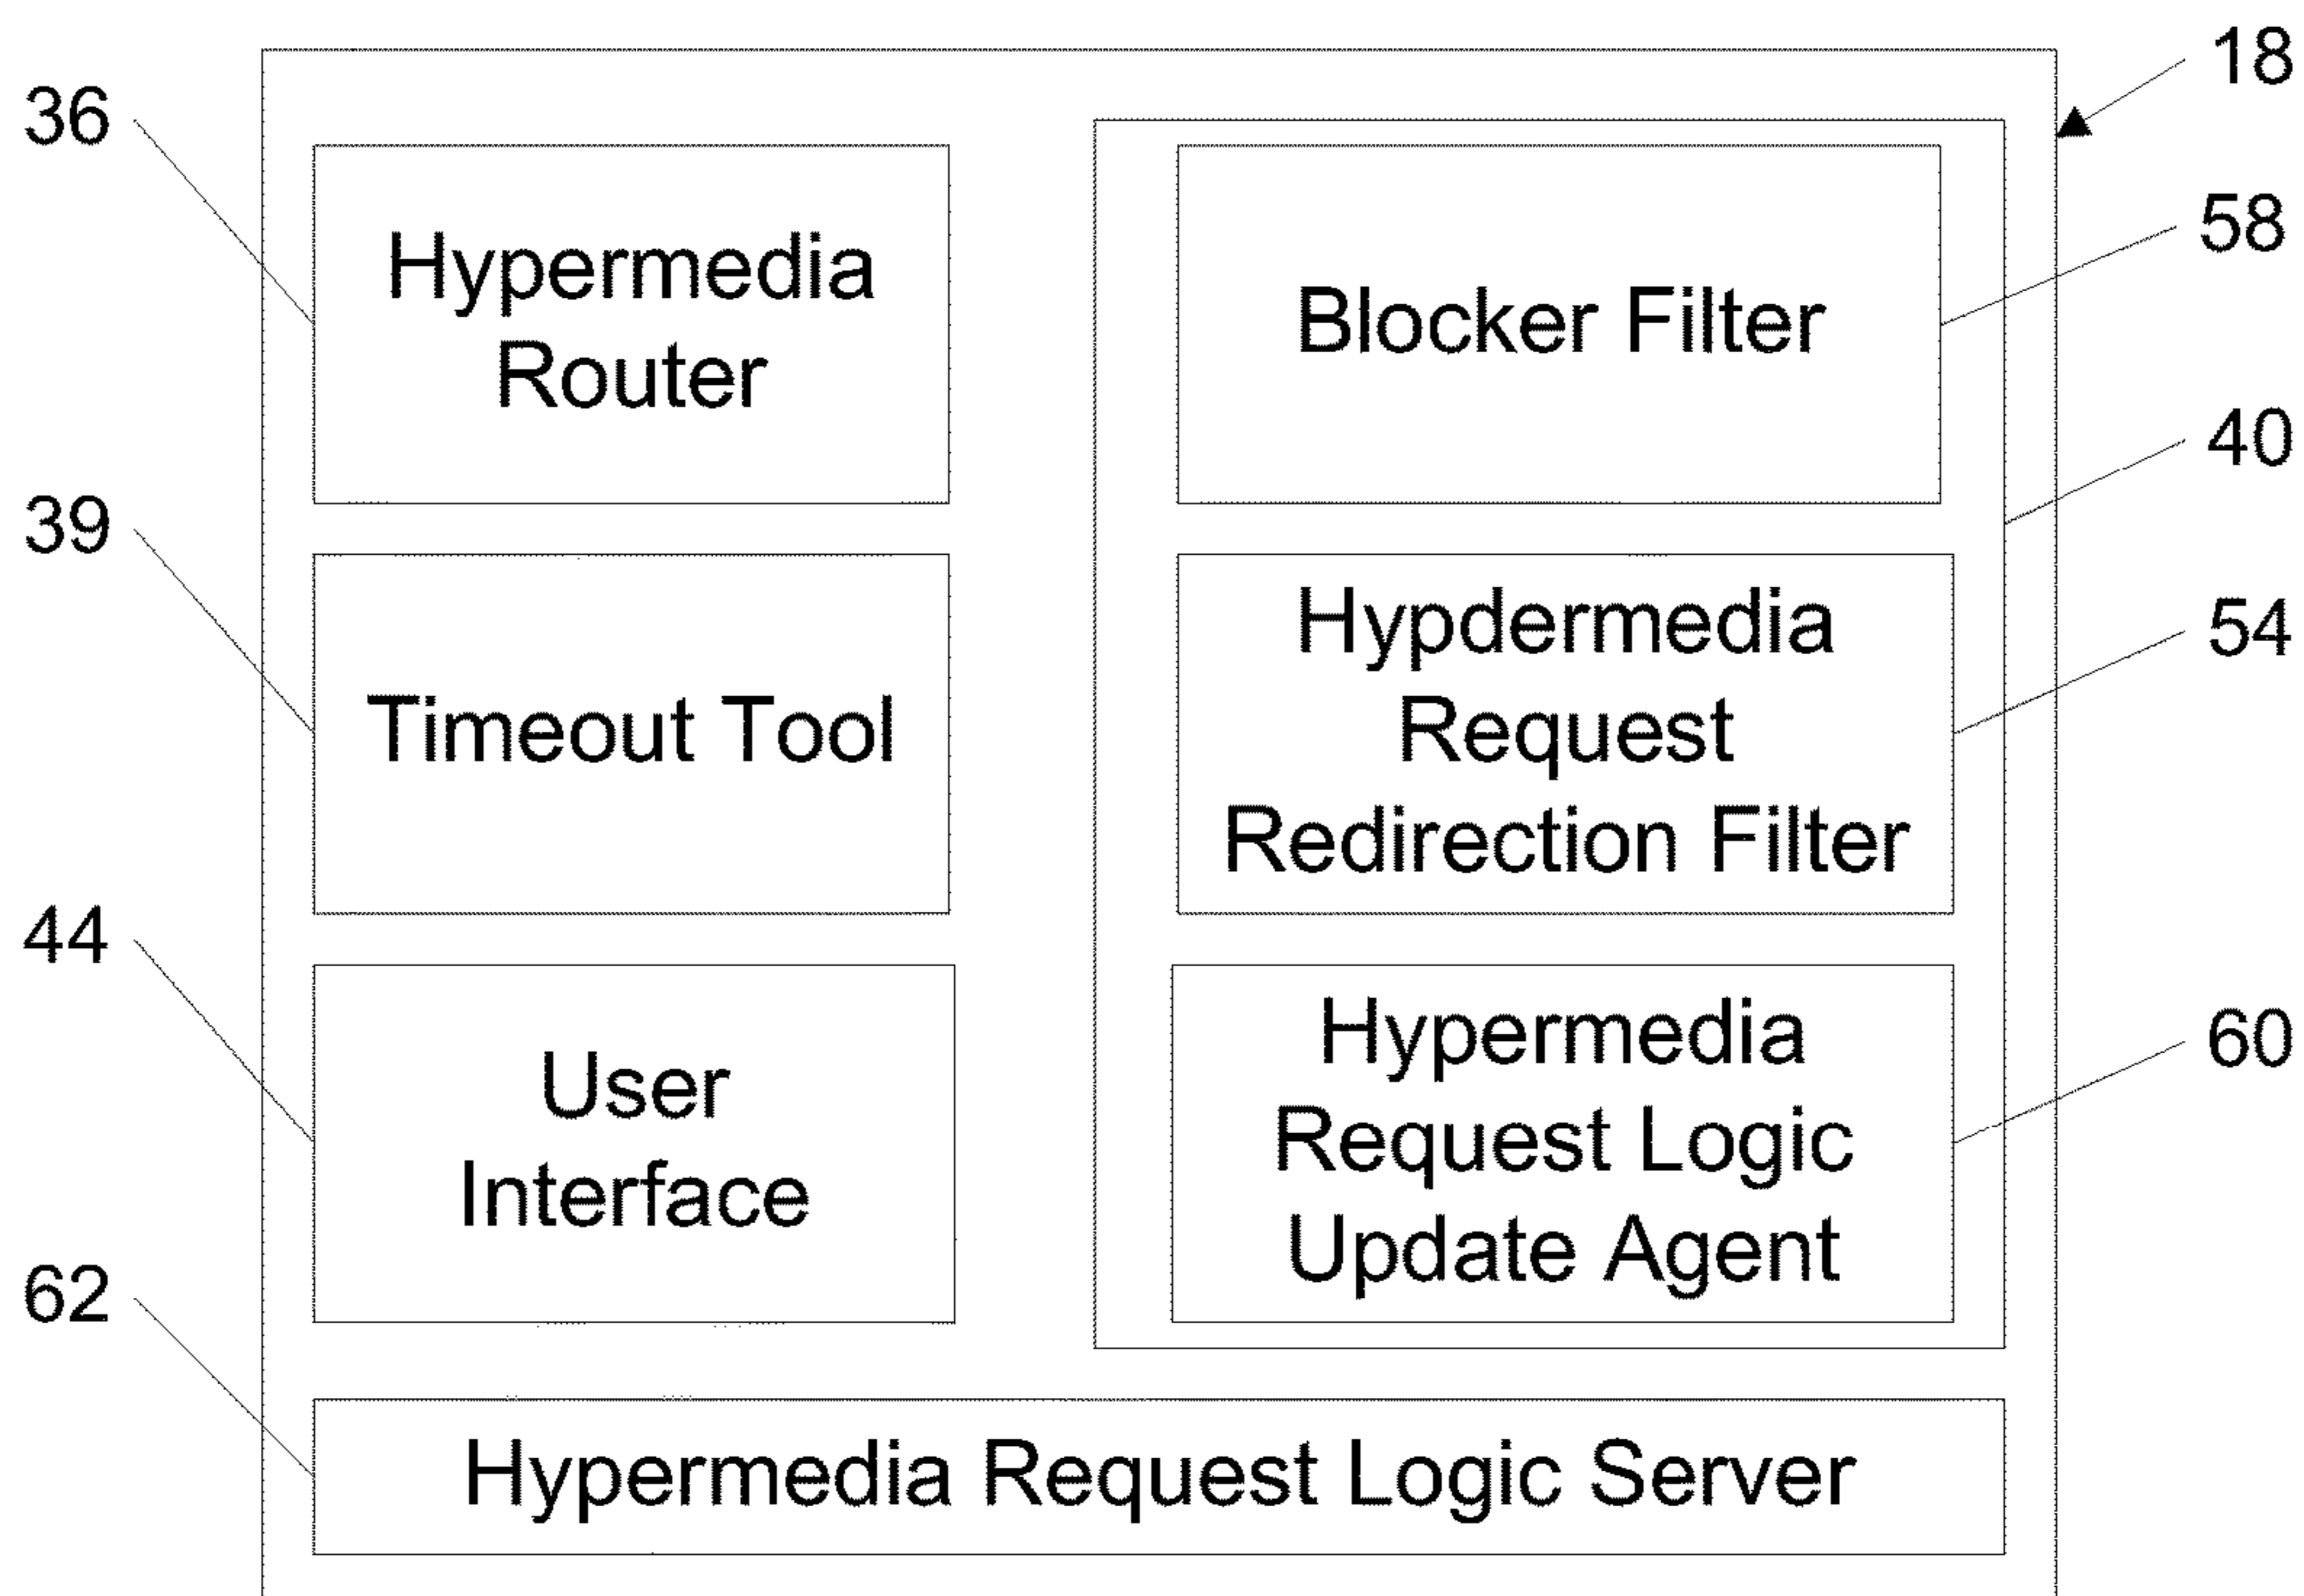 18
36
Hypermedia
Router
Blocker Filter
58
40
39
Timeout Tool
Hypdermedia
Request
Redirection Filter
54
44
User
Interface
Hypermedia
Request Logic
Update Agent
60
62
Hypermedia Request Logic Server